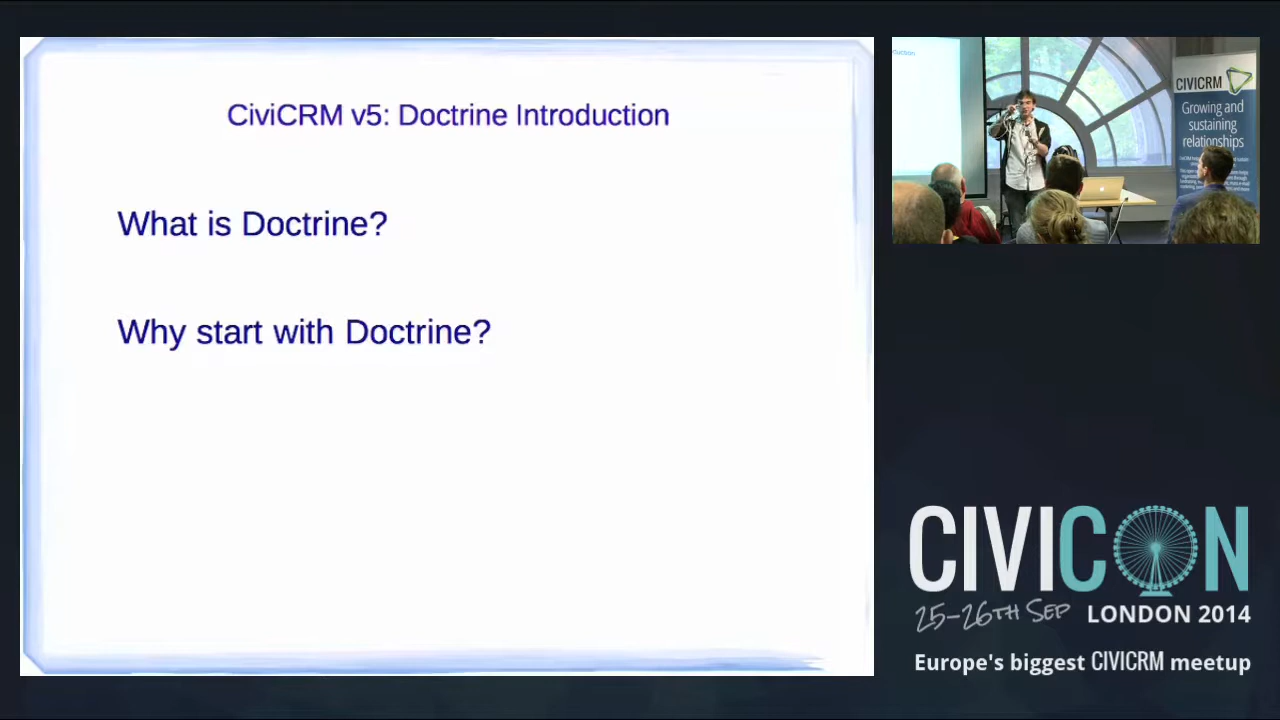 CiviCRM v5: Doctrine Introduction
What is Doctrine?
Why start with Doctrine?
CIVICRM
Growing and
sustaining
relationships
CIVICON
25-26TH SEP LONDON 2014
Europe's biggest CIVICRM meetup